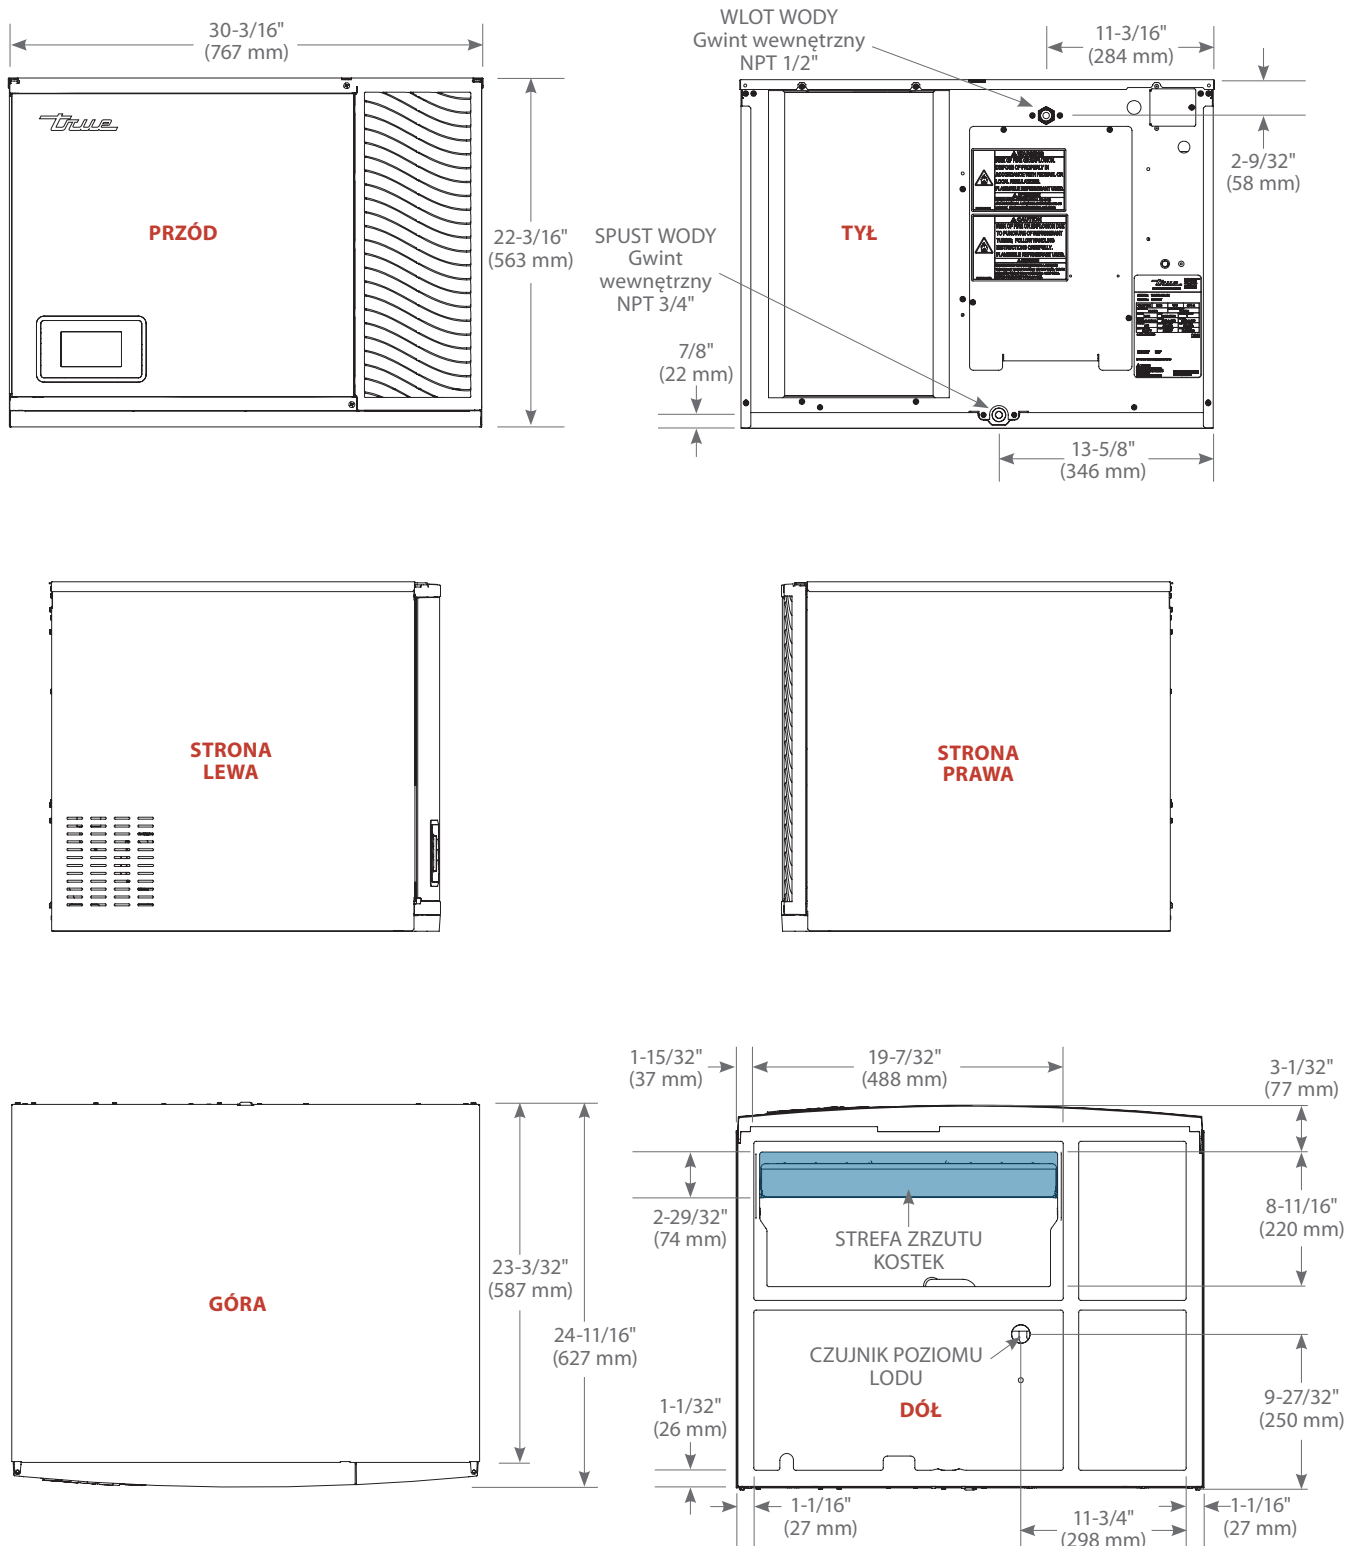 30-3/16"
(767 mm)
true
PRZÓD
22-3/16"
(563 mm)
WLOT WODY
Gwint wewnętrzny
NPT 1/2"
11-3/16"
(284 mm)
2-9/32"
(58 mm)
SPUST WODY
Gwint
wewnętrzny
NPT 3/4"
TYŁ
WARNING
CAUTION
true
7/8"
(22 mm)
13-5/8"
(346 mm)
STRONA
LEWA
STRONA
PRAWA
GÓRA
23-3/32"
(587 mm)
24-11/16"
(627 mm)
1-15/32"
(37 mm)
19-7/32"
(488 mm)
3-1/32"
(77 mm)
2-29/32"
(74 mm)
STREFA ZRZUTU
KOSTEK
8-11/16"
(220 mm)
CZUJNIK POZIOMU
LODU
DÓŁ
1-1/32"
(26 mm)
9-27/32"
(250 mm)
1-1/16"
(27 mm)
11-3/4"
(298 mm)
1-1/16"
(27 mm)